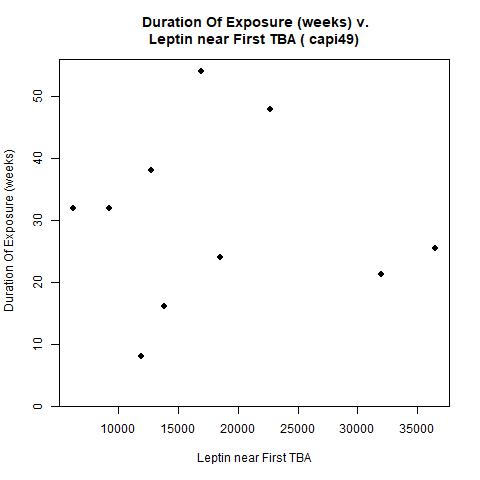 Duration Of Exposure (weeks) v.
Leptin near First TBA ( capi49)
Duration Of Exposure (weeks)
50
40
30
20
10
0
10000 15000 20000 25000 30000 35000
Leptin near First TBA